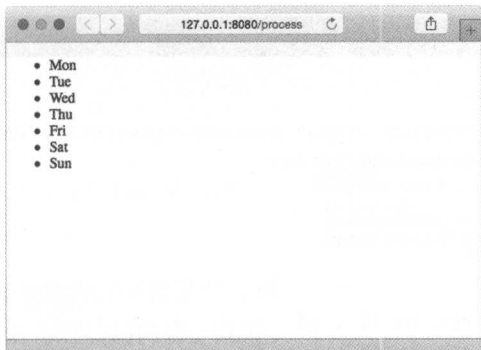 127.0.0.1:8080/process
• Mon
• Tue
• Wed
• Thu
• Fri
• Sat
• Sun